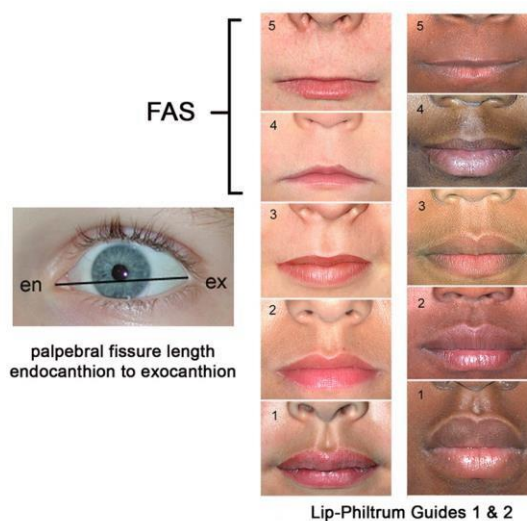 FAS
5
4
3
2
1
5
4
3
2
1
en
ex
palpebral fissure length
endocanthion to exocanthion
Lip-Philtrum Guides 1 & 2